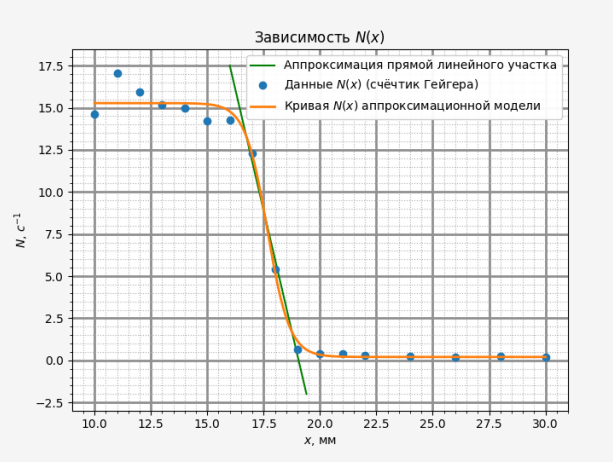 Зависимость N(x)
Аппроксимация прямой линейного участка
Данные N(x) (счётчик Гейгера)
Кривая N(x) аппроксимационной модели
17.5
15.0
12.5
10.0
7.5
5.0
2.5
0.0
−2.5
N, с⁻¹
10.0 12.5 15.0 17.5 20.0 22.5 25.0 27.5 30.0
x, мм